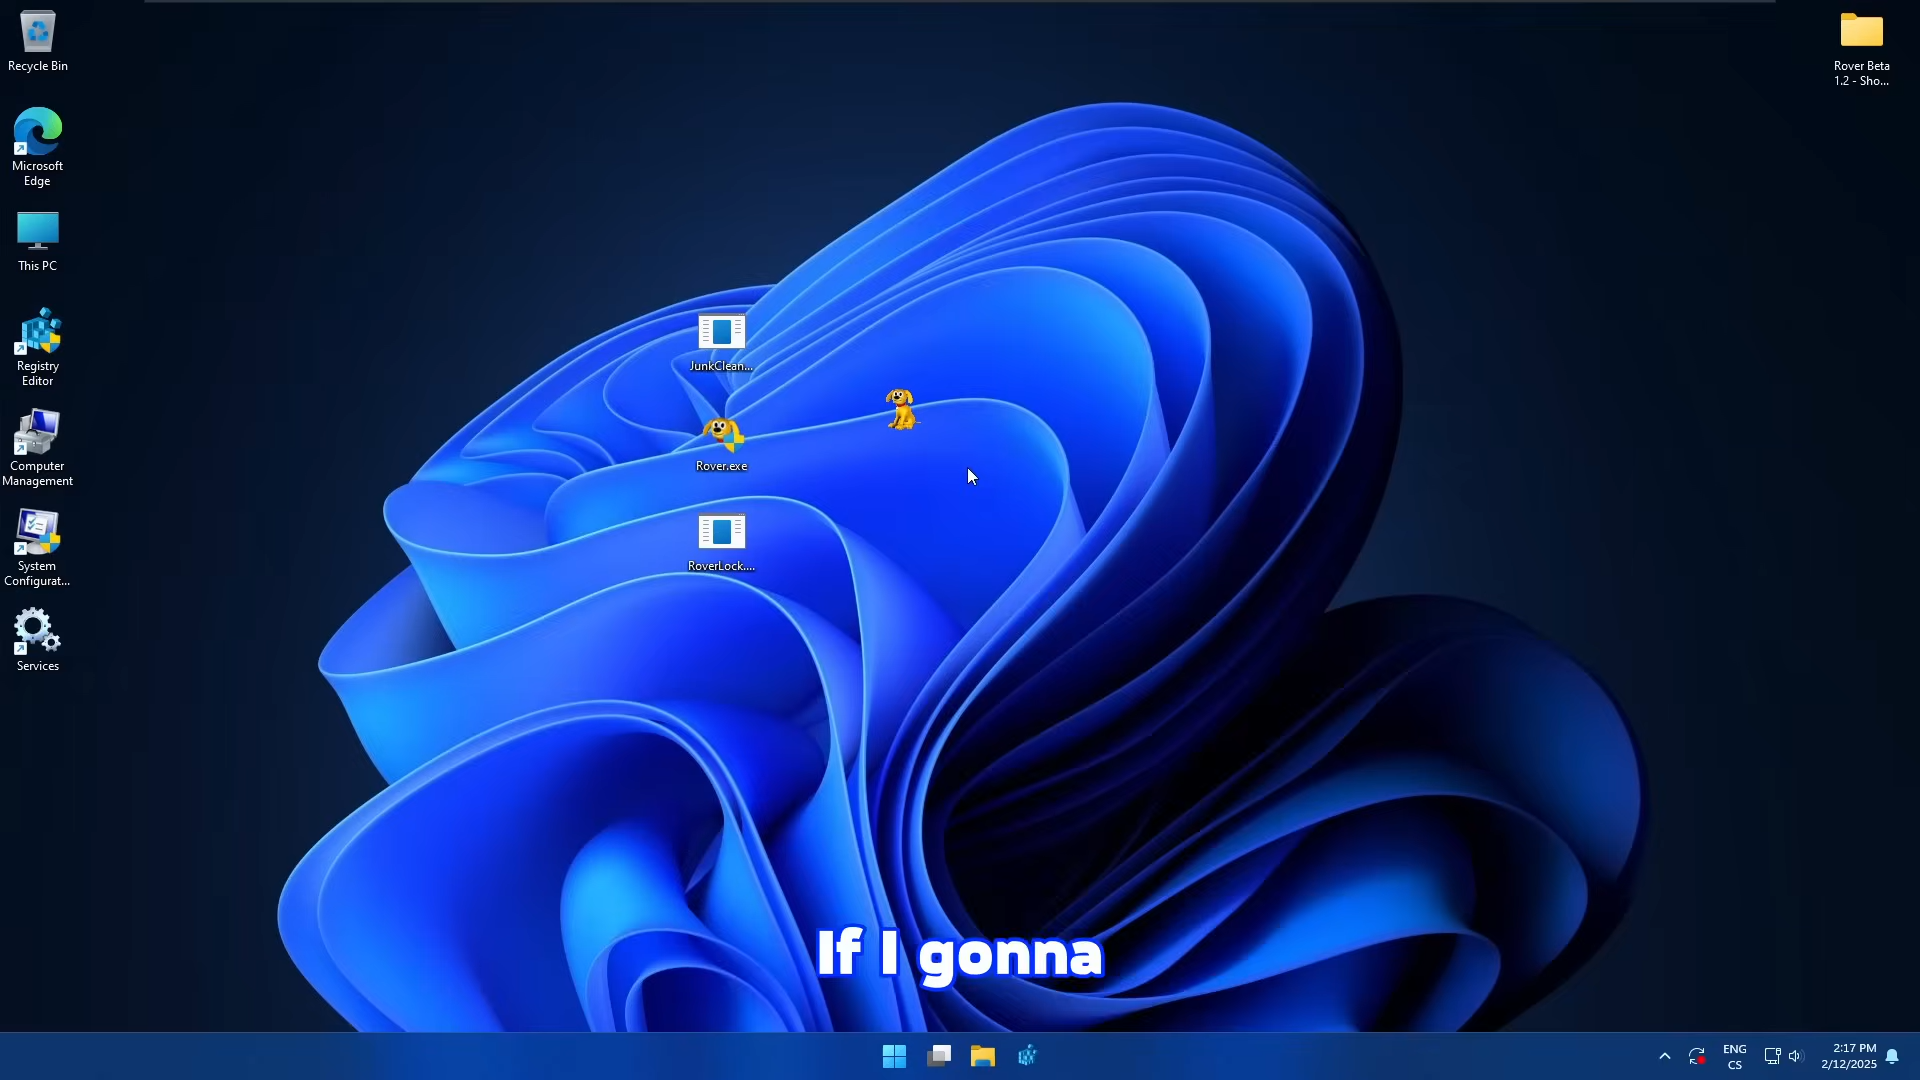 Recycle Bin
Microsoft
Edge
This PC
Registry
Editor
Computer
Management
System
Configurat...
Services
JunkClean...
Rover.exe
RoverLock....
Rover Beta
1.2 - Sho...
If I gonna
ENG
CS
2:17 PM
2/12/2025